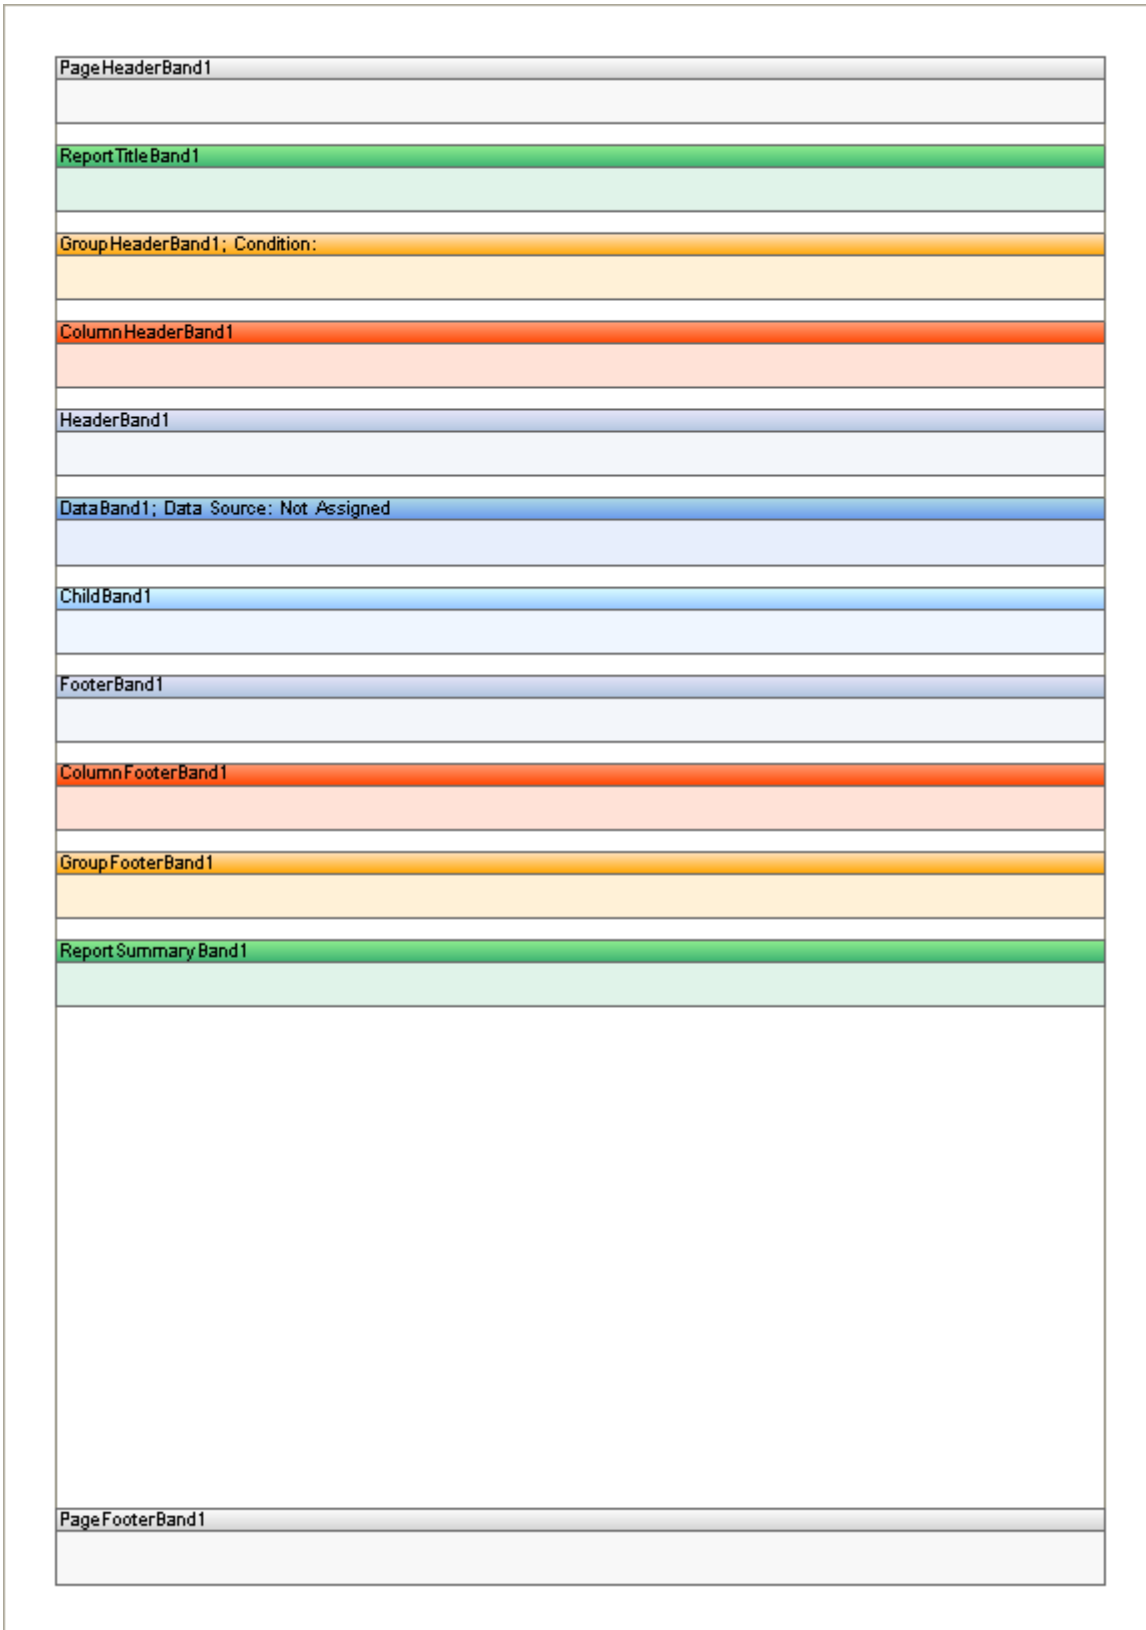 PageHeaderBand1
ReportTitleBand1
GroupHeaderBand1; Condition:
ColumnHeaderBand1
HeaderBand1
DataBand1; Data Source: Not Assigned
ChildBand1
FooterBand1
ColumnFooterBand1
GroupFooterBand1
ReportSummaryBand1
PageFooterBand1